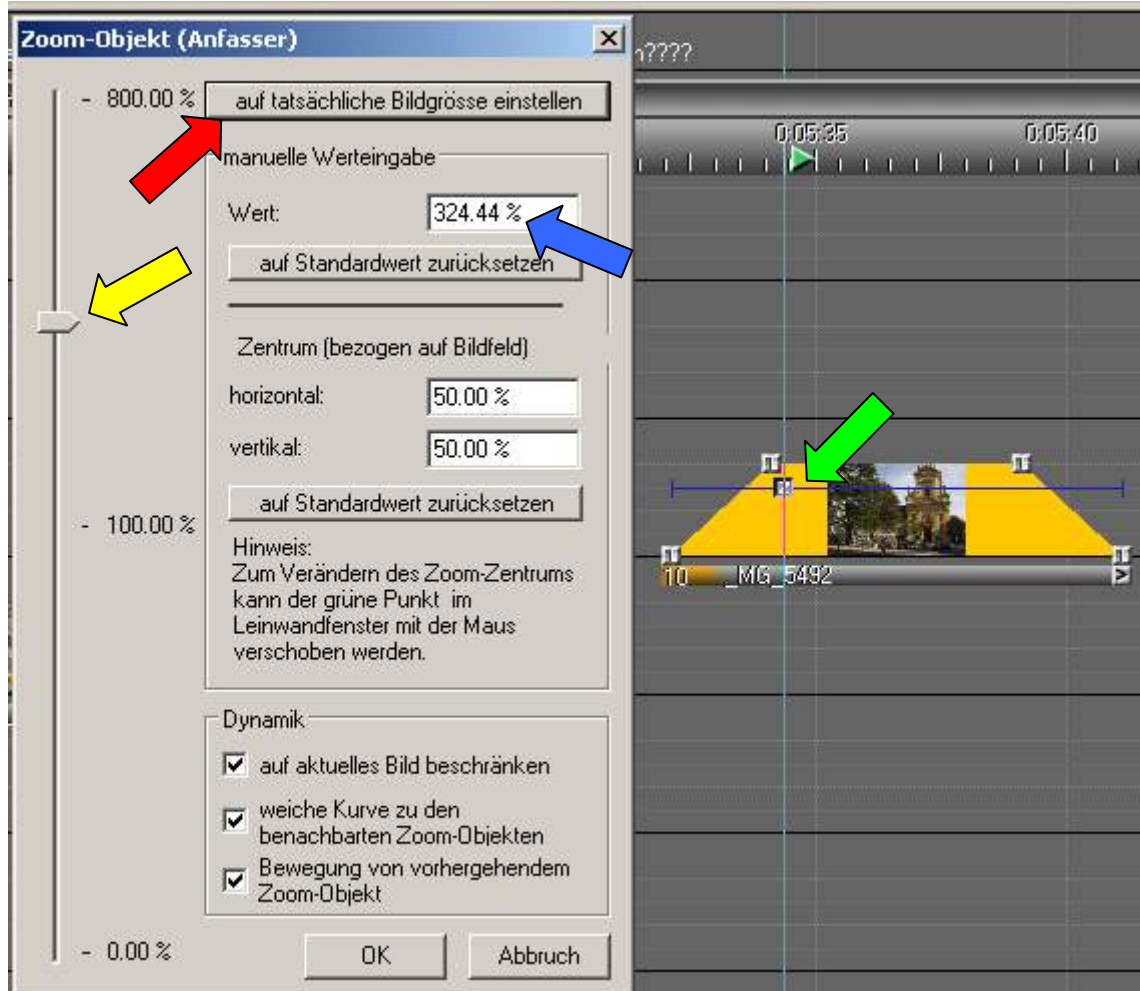 Zoom-Objekt (Anfasser)
- 800.00 %
auf tatsächliche Bildgrösse einstellen
manuelle Werteingabe
Wert:
324.44 %
auf Standardwert zurücksetzen
Zentrum (bezogen auf Bildfeld)
horizontal:
50.00 %
vertikal:
50.00 %
auf Standardwert zurücksetzen
- 100.00 %
Hinweis:
Zum Verändern des Zoom-Zentrums
kann der grüne Punkt im
Leinwandfenster mit der Maus
verschoben werden.
Dynamik
auf aktuelles Bild beschränken
weiche Kurve zu den
benachbarten Zoom-Objekten
Bewegung von vorhergehendem
Zoom-Objekt
- 0.00 %
OK
Abbruch
????
0:05:35
0:05:40
10
_MG_5492